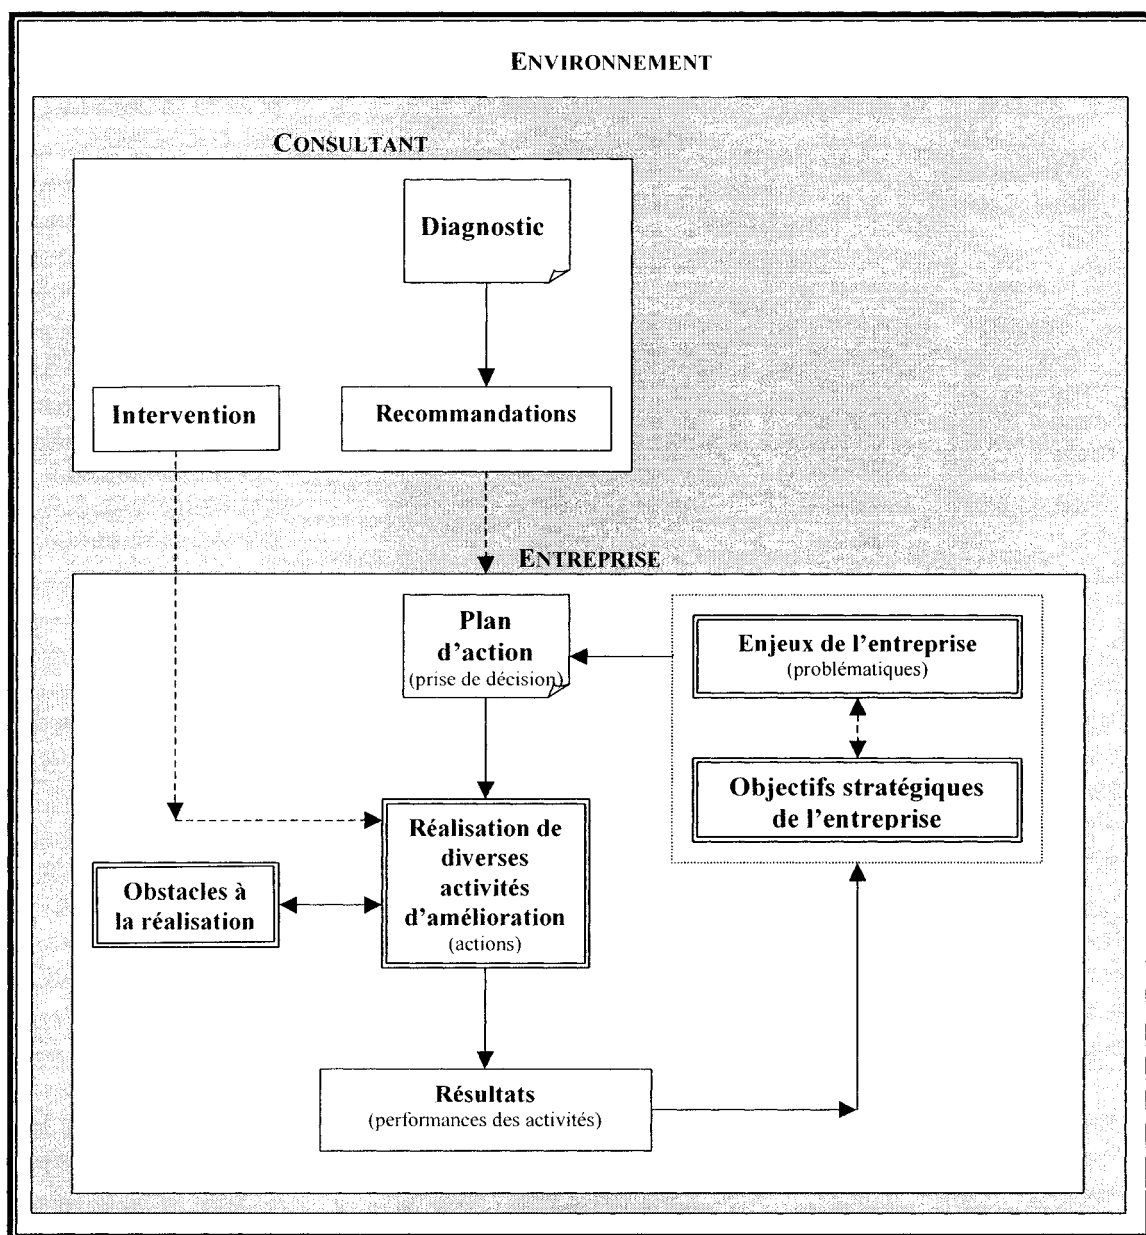 ENVIRONNEMENT
CONSULTANT
Diagnostic
Intervention
Recommandations
ENTREPRISE
Plan
d'action
(prise de décision)
Enjeux de l'entreprise
(problématiques)
Objectifs stratégiques
de l'entreprise
Réalisation de
diverses
activités
d'amélioration
(actions)
Obstacles à
la réalisation
Résultats
(performances des activités)